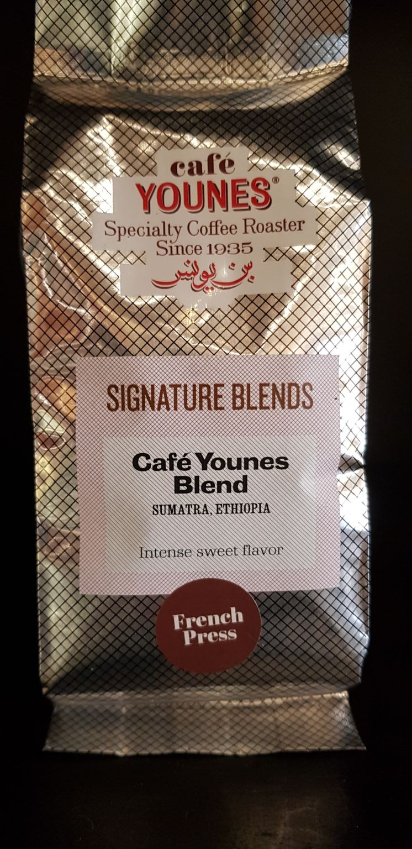 café
YOUNES®
Specialty Coffee Roaster
Since 1935
بن يونس
SIGNATURE BLENDS
Café Younes
Blend
SUMATRA, ETHIOPIA
Intense sweet flavor
French
Press